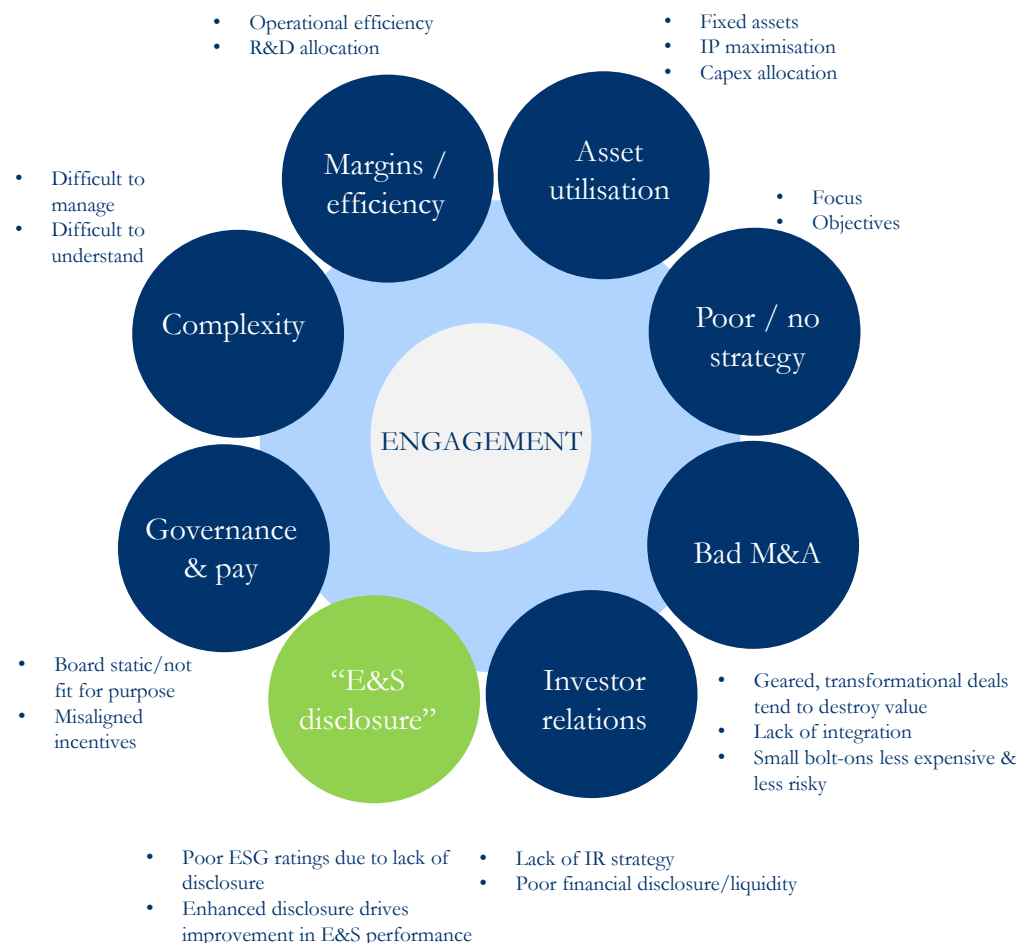 • Operational efficiency
• R&D allocation
• Fixed assets
• IP maximisation
• Capex allocation
Margins /
efficiency
Asset
utilisation
• Difficult to
manage
• Difficult to
understand
• Focus
• Objectives
Complexity
Poor / no
strategy
ENGAGEMENT
Governance
& pay
Bad M&A
• Board static/not
fit for purpose
• Misaligned
incentives
“E&S
disclosure”
Investor
relations
• Geared, transformational deals
tend to destroy value
• Lack of integration
• Small bolt-ons less expensive &
less risky
• Poor ESG ratings due to lack of
disclosure
• Enhanced disclosure drives
improvement in E&S performance
• Lack of IR strategy
• Poor financial disclosure/liquidity